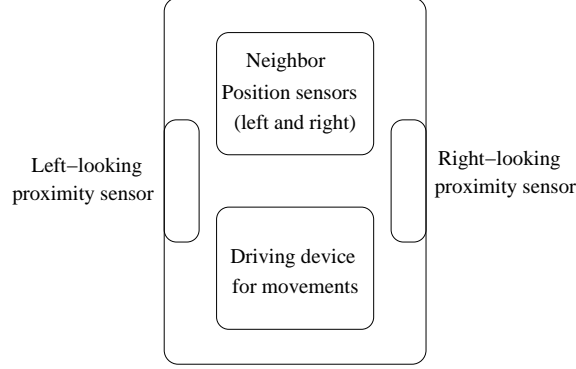 Neighbor
Position sensors
(left and right)
Left−looking
proximity sensor
Right−looking
proximity sensor
Driving device
for movements